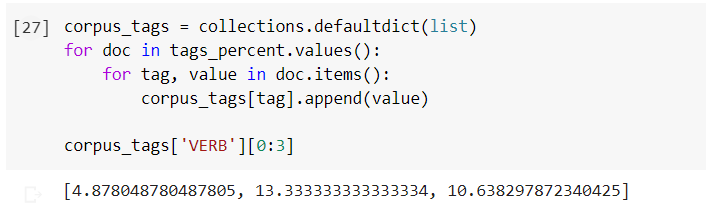 [27] corpus_tags = collections.defaultdict(list)
for doc in tags_percent.values():
    for tag, value in doc.items():
        corpus_tags[tag].append(value)

corpus_tags['VERB'][0:3]
[4.878048780487805, 13.333333333333334, 10.638297872340425]